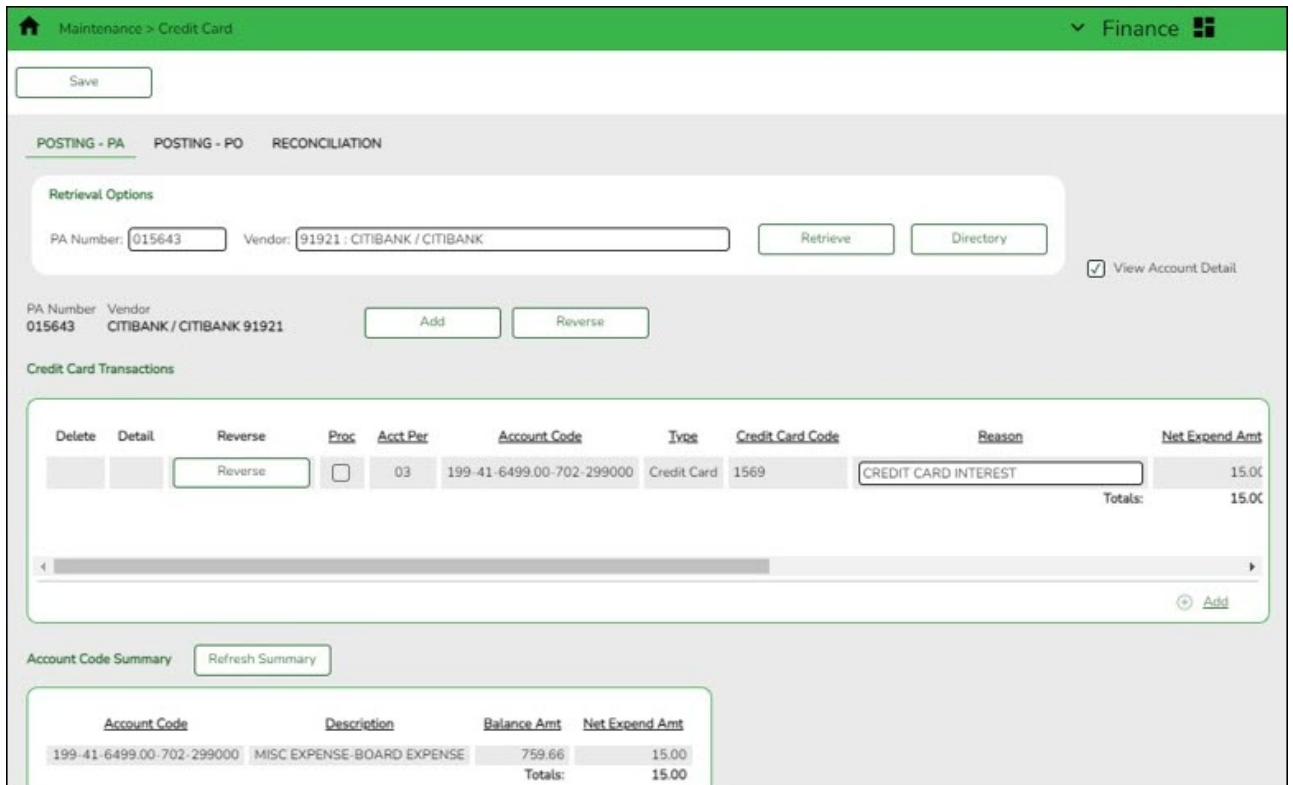 Maintenance > Credit Card Finance
Save
POSTING - PA POSTING - PO RECONCILIATION
Retrieval Options
PA Number: 015643 Vendor: 91921 : CITIBANK / CITIBANK Retrieve Directory
View Account Detail
PA Number Vendor
015643 CITIBANK / CITIBANK 91921 Add Reverse
Credit Card Transactions
Delete Detail Reverse Proc Acct Per Account Code Type Credit Card Code Reason Net Expend Amt
Reverse 03 199-41-6499.00-702-299000 Credit Card 1569 CREDIT CARD INTEREST 15.00
Totals: 15.00
Add
Account Code Summary Refresh Summary
Account Code Description Balance Amt Net Expend Amt
199-41-6499.00-702-299000 MISC EXPENSE-BOARD EXPENSE 759.66 15.00
Totals: 15.00